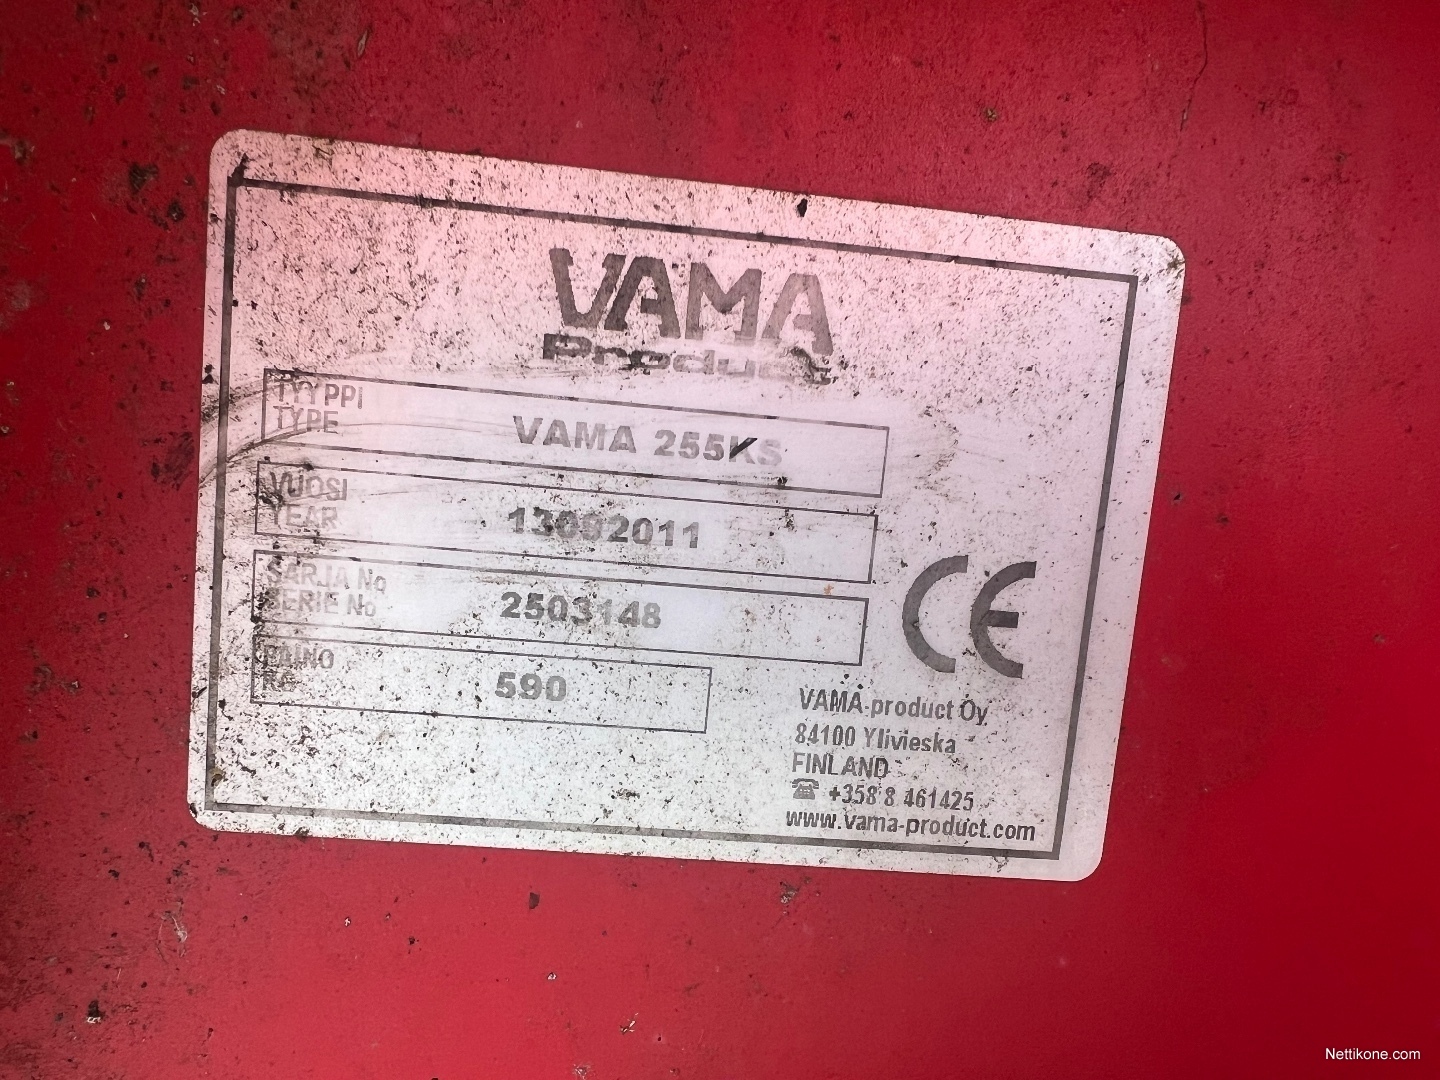 VAMA
Product
TYYPPI
TYPE
VAMA 255KS
VUOSI
YEAR
SARJA No
SERIE No
2503148
PAINO
KG
590
CE
VAMA-product Oy
84100 Ylivieska
FINLAND
☎ +358 8 461425
www.vama-product.com
Nettikone.com